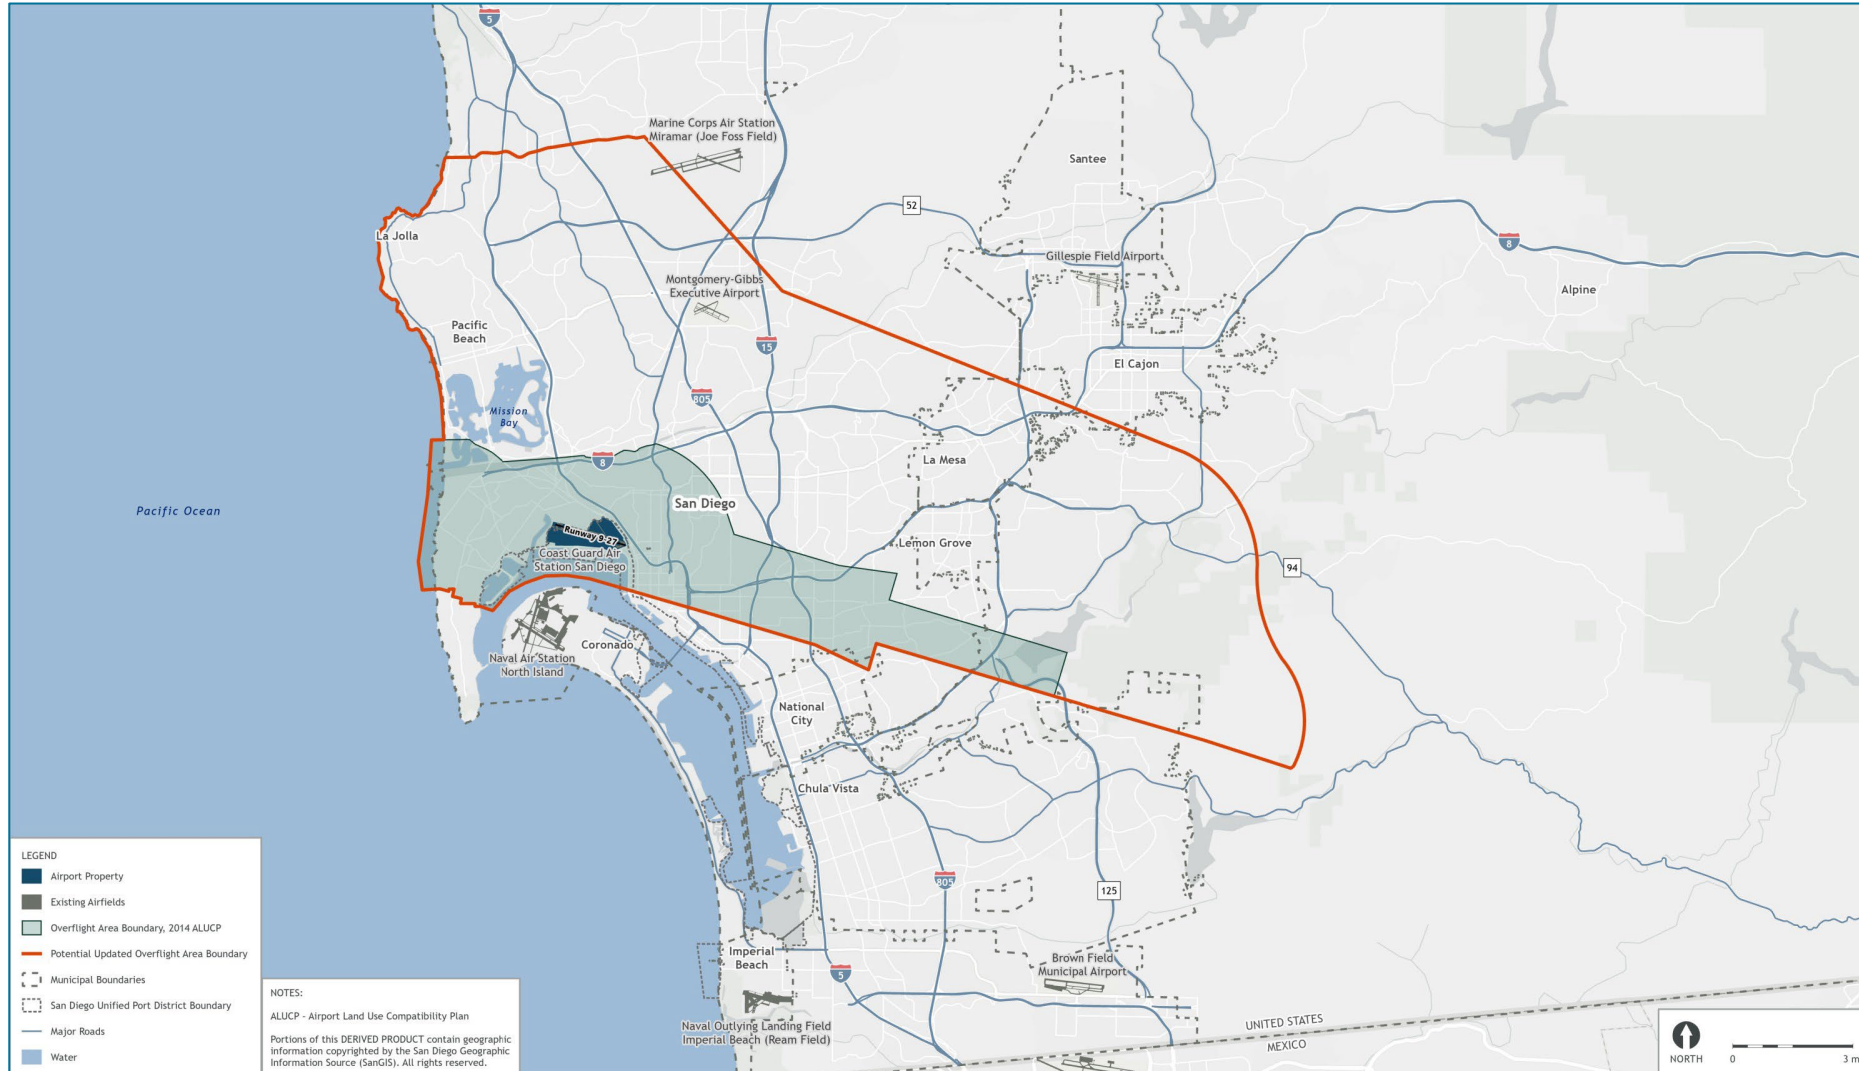 5
Marine Corps Air Station
Miramar (Joe Foss Field)
Santee
52
La Jolla
8
Gillespie Field Airport
Montgomery-Gibbs
Executive Airport
Alpine
Pacific
Beach
15
El Cajon
805
Mission
Bay
8
La Mesa
San Diego
Pacific Ocean
Runway 9-27
Lemon Grove
Coast Guard Air
Station San Diego
94
Coronado
Naval Air Station
North Island
National
City
Chula Vista
805
125
Imperial
Beach
5
Brown Field
Municipal Airport
Naval Outlying Landing Field
Imperial Beach (Ream Field)
UNITED STATES
MEXICO
LEGEND
Airport Property
Existing Airfields
Overflight Area Boundary, 2014 ALUCP
Potential Updated Overflight Area Boundary
Municipal Boundaries
San Diego Unified Port District Boundary
Major Roads
Water
NOTES:
ALUCP - Airport Land Use Compatibility Plan
Portions of this DERIVED PRODUCT contain geographic
information copyrighted by the San Diego Geographic
Information Source (SanGIS). All rights reserved.
NORTH
0
3 m